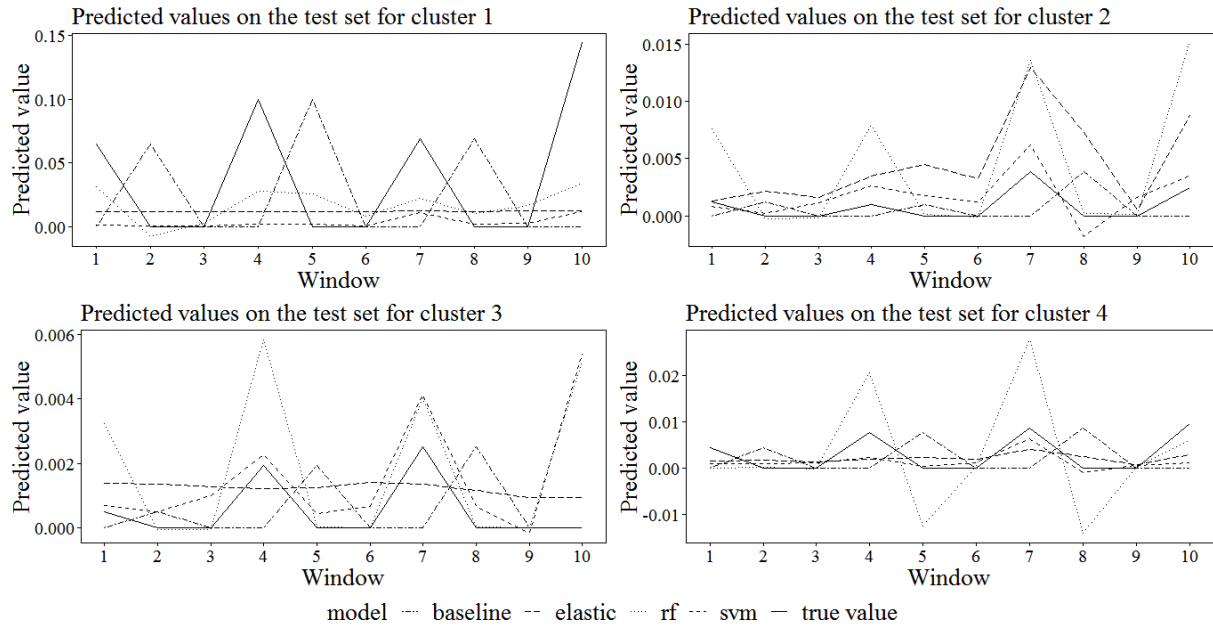 Predicted values on the test set for cluster 1
Predicted value
0.15
0.10
0.05
0.00
1 2 3 4 5 6 7 8 9 10
Window
Predicted values on the test set for cluster 2
Predicted value
0.015
0.010
0.005
0.000
1 2 3 4 5 6 7 8 9 10
Window
Predicted values on the test set for cluster 3
Predicted value
0.006
0.004
0.002
0.000
1 2 3 4 5 6 7 8 9 10
Window
Predicted values on the test set for cluster 4
Predicted value
0.02
0.01
0.00
-0.01
1 2 3 4 5 6 7 8 9 10
Window
model baseline elastic rf svm true value